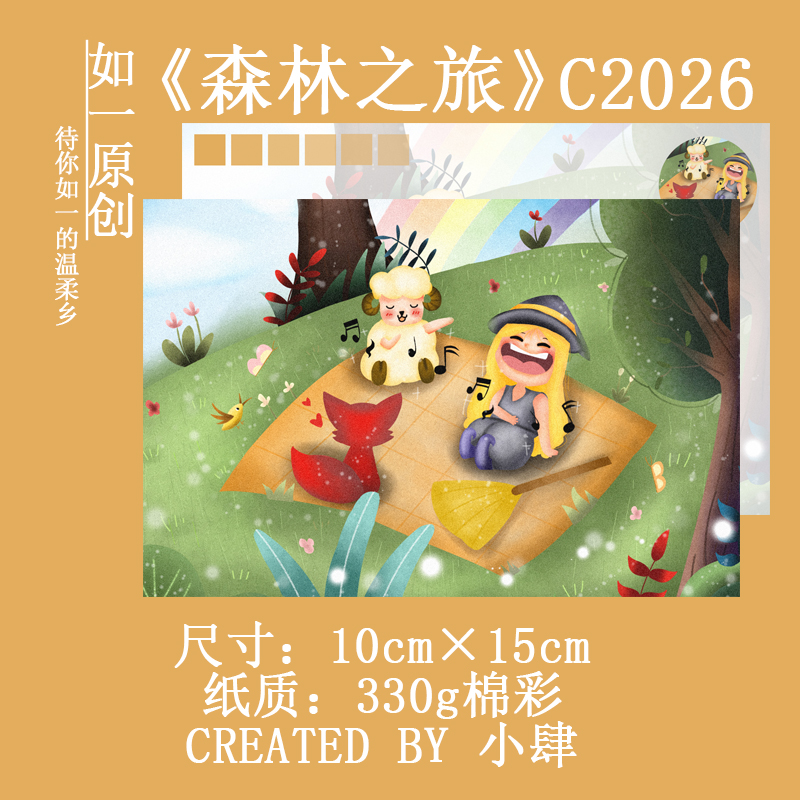 如一原创
待你如一的温柔乡
《森林之旅》C2026
尺寸：10cm×15cm
纸质：330g棉彩
CREATED BY 小肆